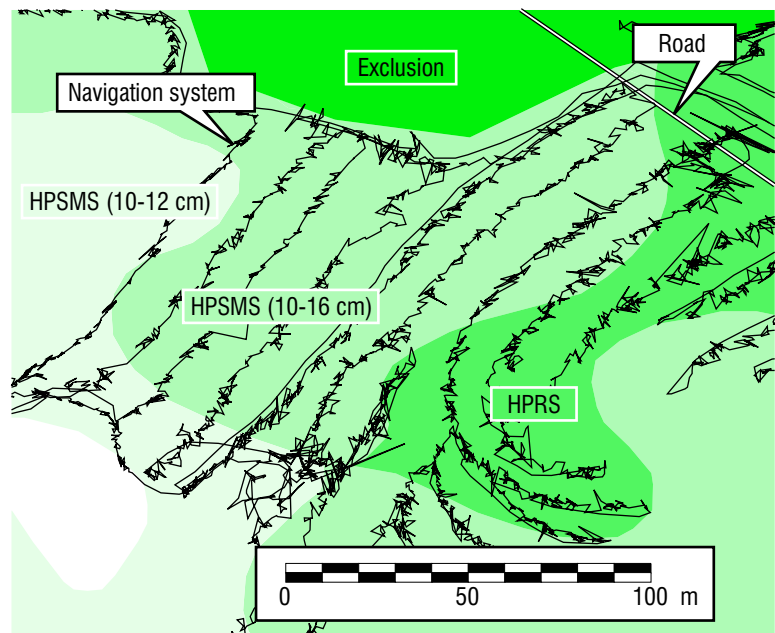 Exclusion
Road
Navigation system
HPSMS (10-12 cm)
HPSMS (10-16 cm)
HPRS
0 50 100 m